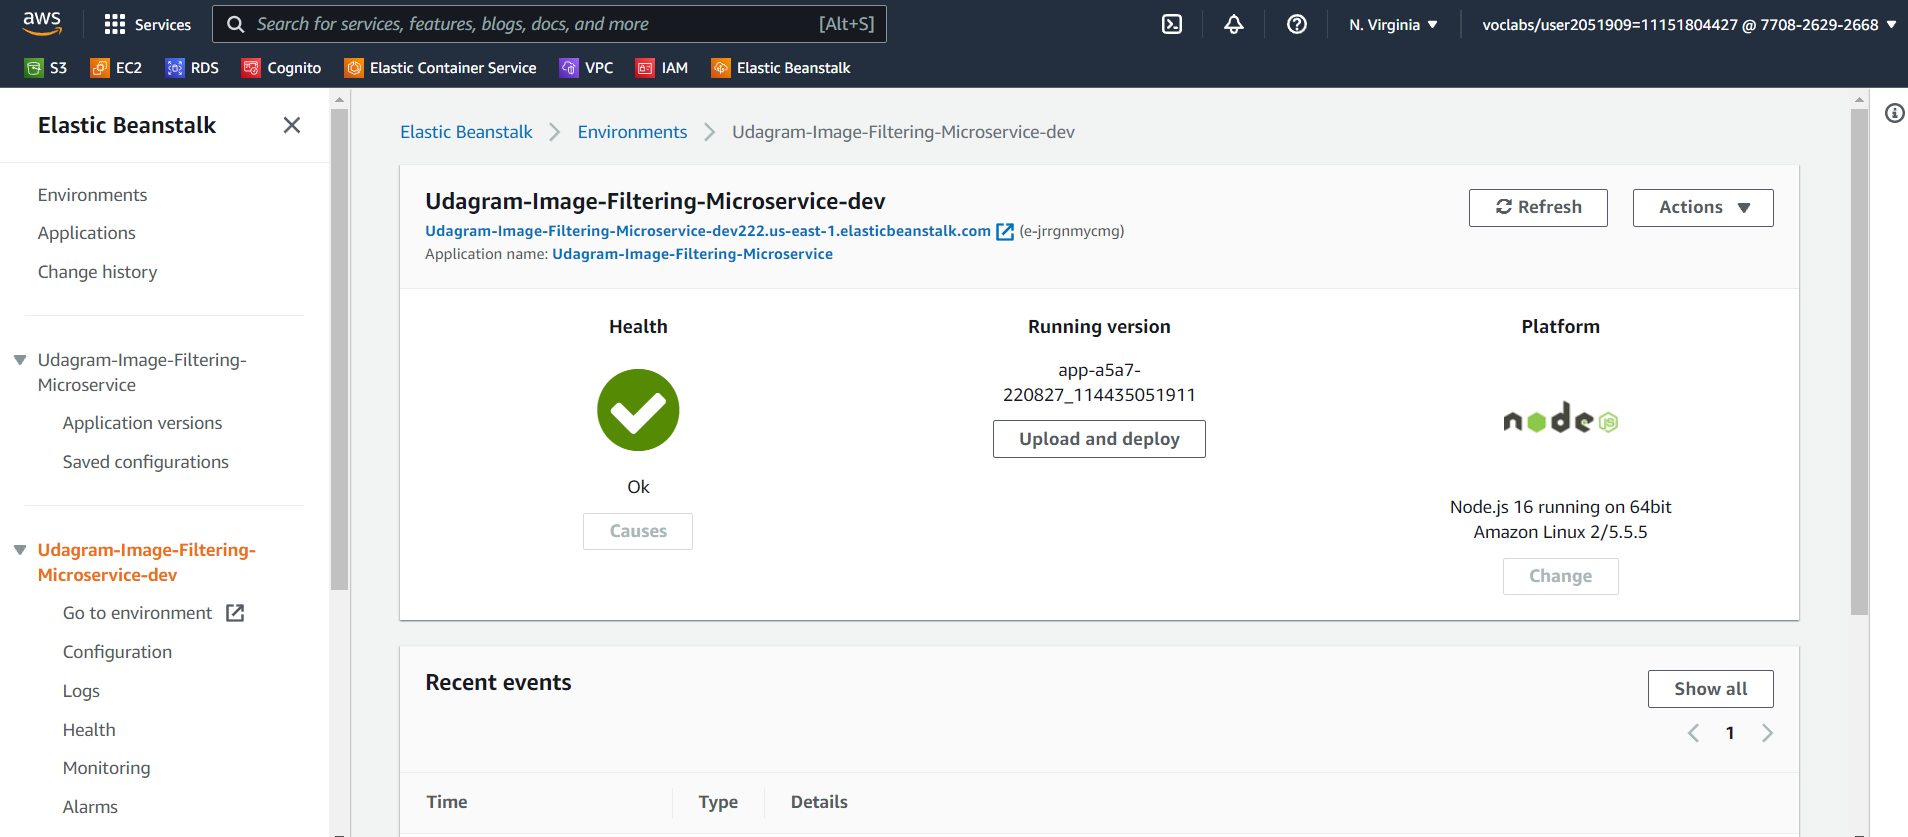 aws
Services
Search for services, features, blogs, docs, and more
[Alt+S]
N. Virginia
voclabs/user2051909=11151804427 @ 7708-2629-2668
S3
EC2
RDS
Cognito
Elastic Container Service
VPC
IAM
Elastic Beanstalk
Elastic Beanstalk
Environments
Applications
Change history
Udagram-Image-Filtering-
Microservice
Application versions
Saved configurations
Udagram-Image-Filtering-
Microservice-dev
Go to environment
Configuration
Logs
Health
Monitoring
Alarms
Elastic Beanstalk
Environments
Udagram-Image-Filtering-Microservice-dev
Udagram-Image-Filtering-Microservice-dev
Udagram-Image-Filtering-Microservice-dev222.us-east-1.elasticbeanstalk.com (e-jrrgnmycmg)
Application name: Udagram-Image-Filtering-Microservice
Refresh
Actions
Health
Ok
Causes
Running version
app-a5a7-
220827_114435051911
Upload and deploy
Platform
node JS
Node.js 16 running on 64bit
Amazon Linux 2/5.5.5
Change
Recent events
Show all
1
Time
Type
Details